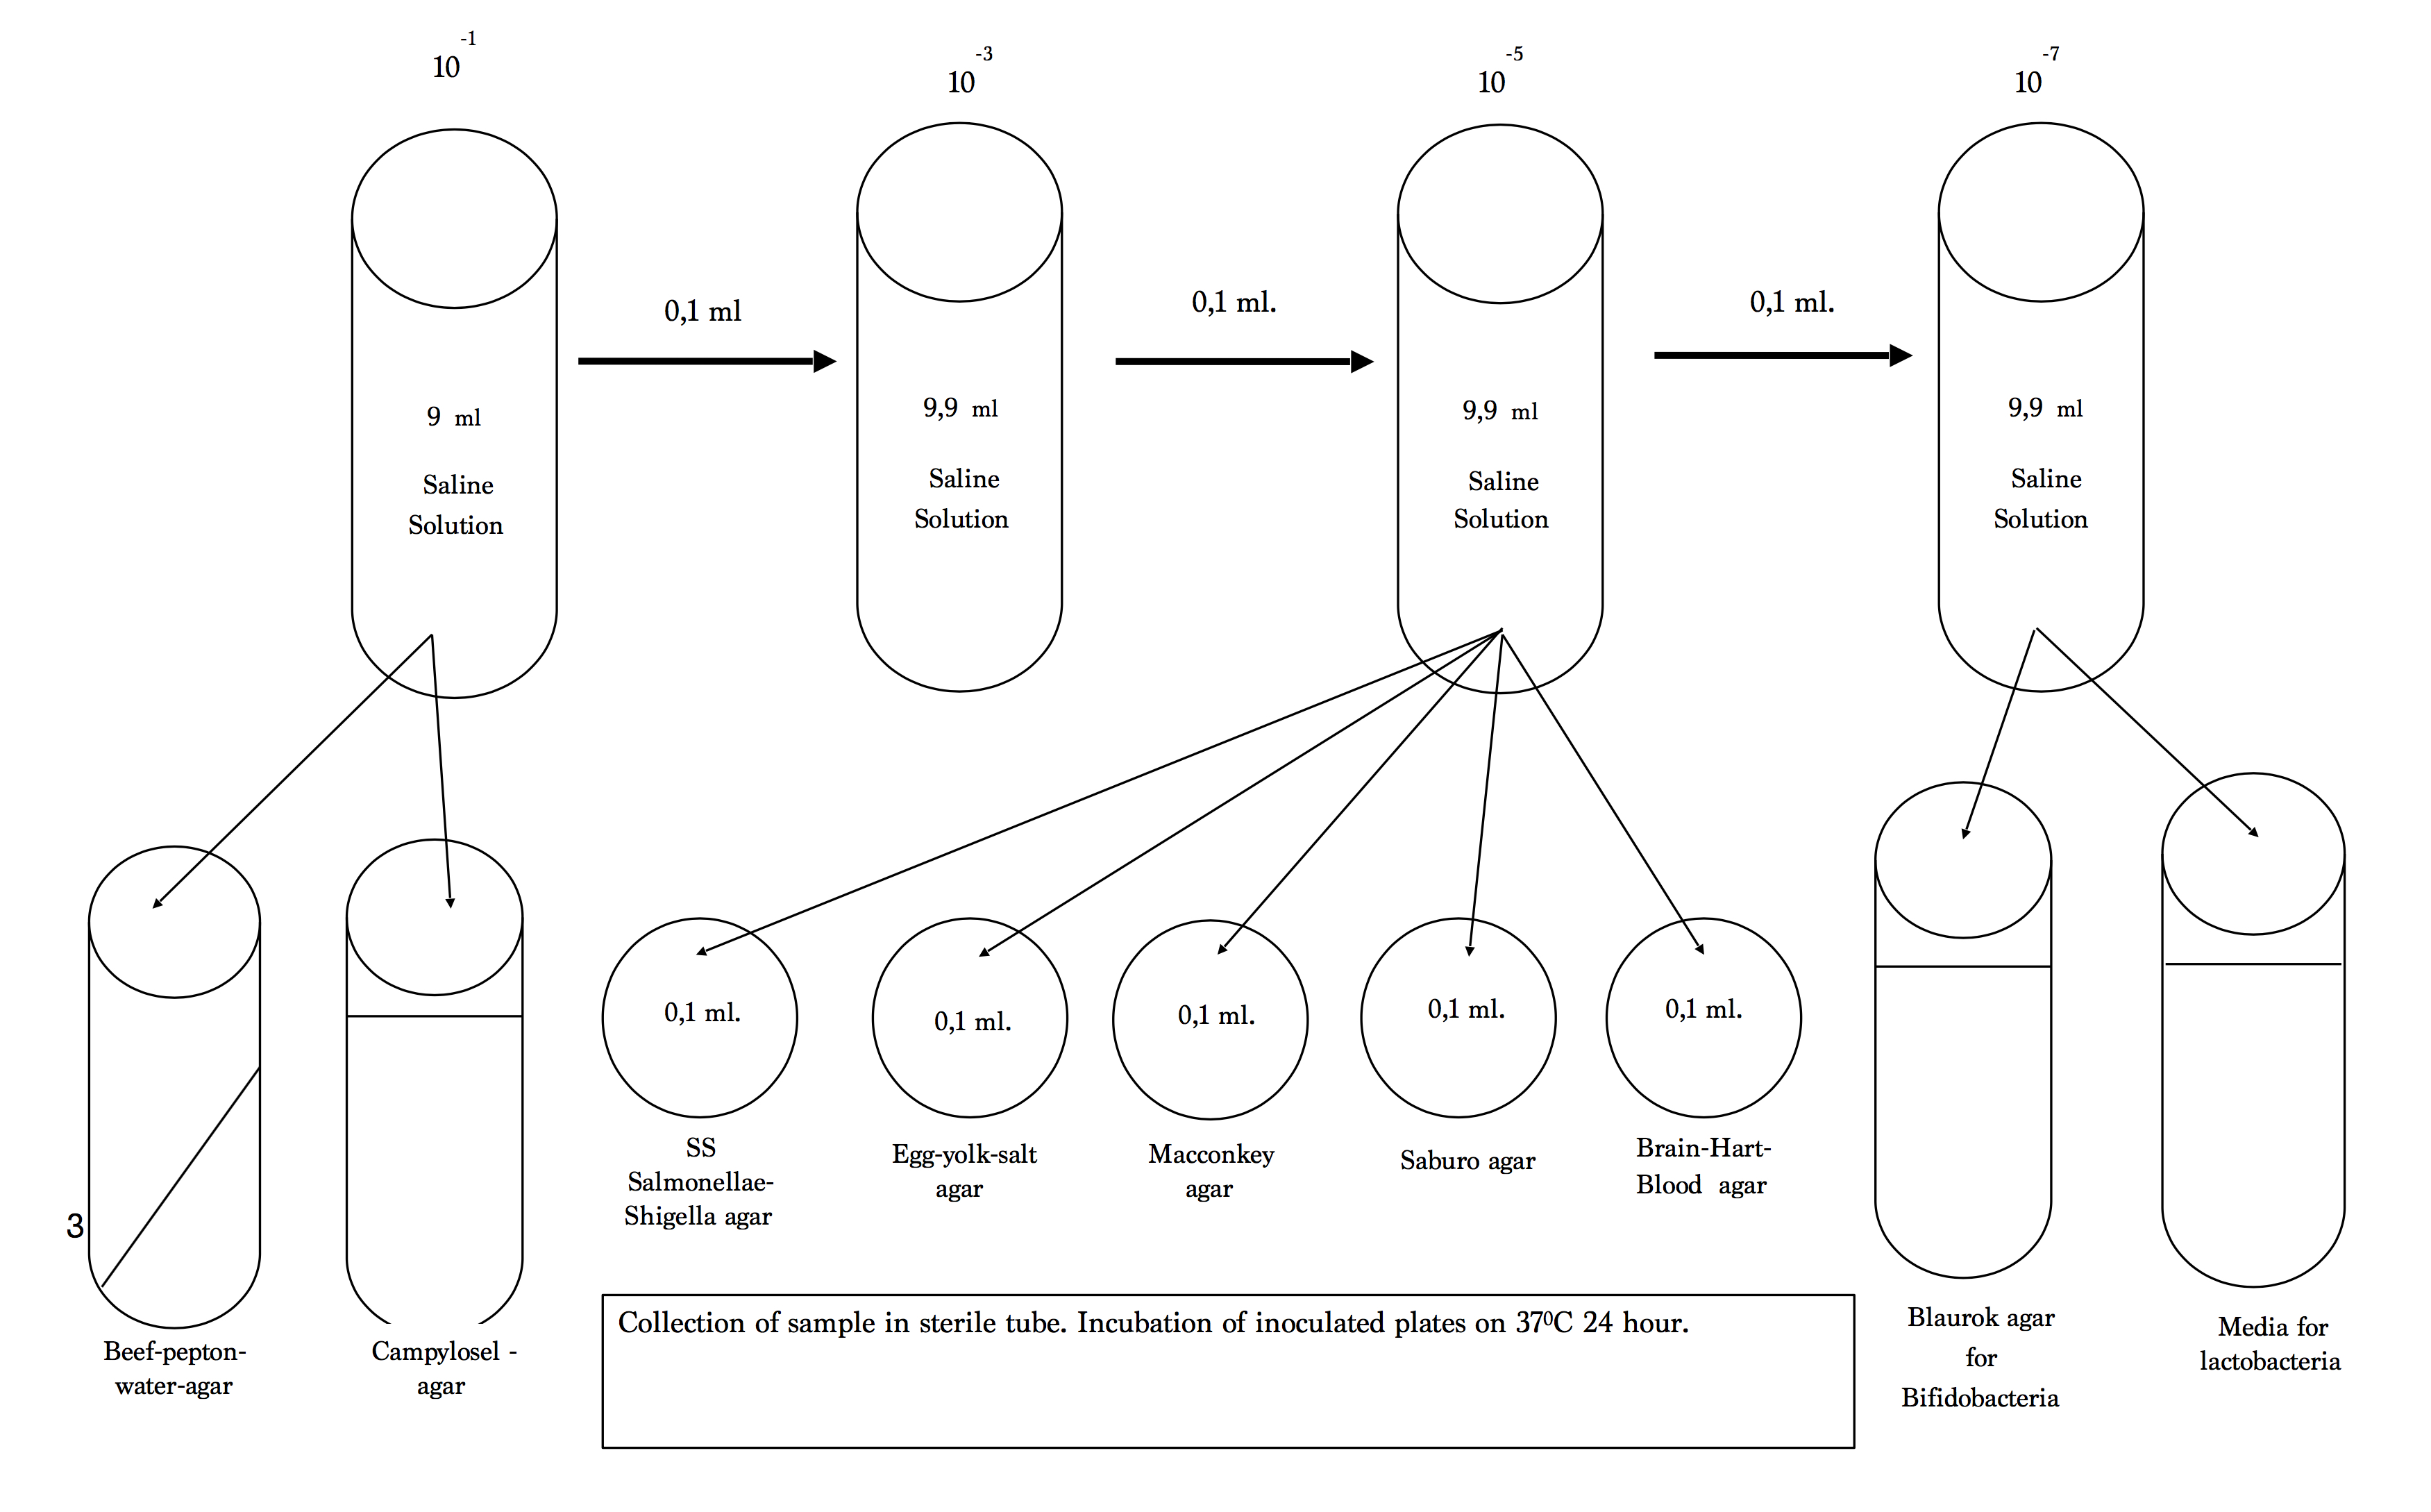 10-1
10-3
10-5
10-7
0,1 ml
0,1 ml.
0,1 ml.
9 ml
Saline
Solution
9,9 ml
Saline
Solution
9,9 ml
Saline
Solution
9,9 ml
Saline
Solution
0,1 ml.
0,1 ml.
0,1 ml.
0,1 ml.
0,1 ml.
SS
Salmonellae-
Shigella agar
Egg-yolk-salt
agar
Macconkey
agar
Saburo agar
Brain-Hart-
Blood agar
3
Beef-pepton-
water-agar
Campylosel -
agar
Collection of sample in sterile tube. Incubation of inoculated plates on 37⁰C 24 hour.
Blaurok agar
for
Bifidobacteria
Media for
lactobacteria